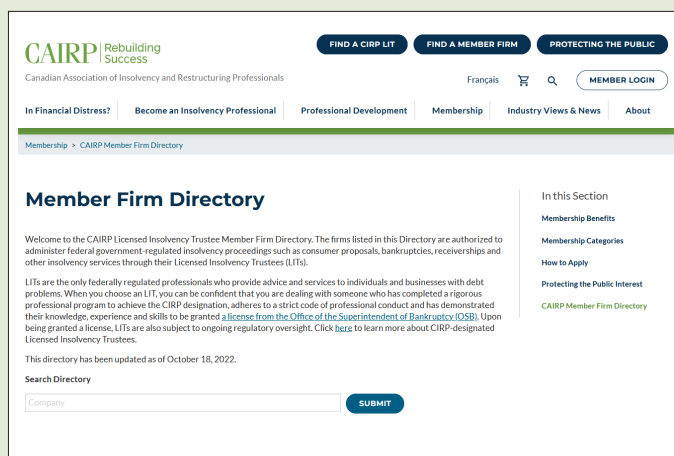 FIND A CIRP LIT
FIND A MEMBER FIRM
PROTECTING THE PUBLIC
CAIRP Rebuilding
Success
Canadian Association of Insolvency and Restructuring Professionals
Français
MEMBER LOGIN
In Financial Distress?
Become an Insolvency Professional
Professional Development
Membership
Industry Views & News
About
Membership > CAIRP Member Firm Directory
Member Firm Directory
Welcome to the CAIRP Licensed Insolvency Trustee Member Firm Directory. The firms listed in this Directory are authorized to
administer federal government-regulated insolvency proceedings such as consumer proposals, bankruptcies, receiverships and
other insolvency services through their Licensed Insolvency Trustees (LITs).
LITs are the only federally regulated professionals who provide advice and services to individuals and businesses with debt
problems. When you choose an LIT, you can be confident that you are dealing with someone who has completed a rigorous
professional program to achieve the CIRP designation, adheres to a strict code of professional conduct and has demonstrated
their knowledge, experience and skills to be granted a license from the Office of the Superintendent of Bankruptcy (OSB). Upon
being granted a license, LITs are also subject to ongoing regulatory oversight. Click here to learn more about CIRP-designated
Licensed Insolvency Trustees.
This directory has been updated as of October 18, 2022.
Search Directory
Company
SUBMIT
In this Section
Membership Benefits
Membership Categories
How to Apply
Protecting the Public Interest
CAIRP Member Firm Directory